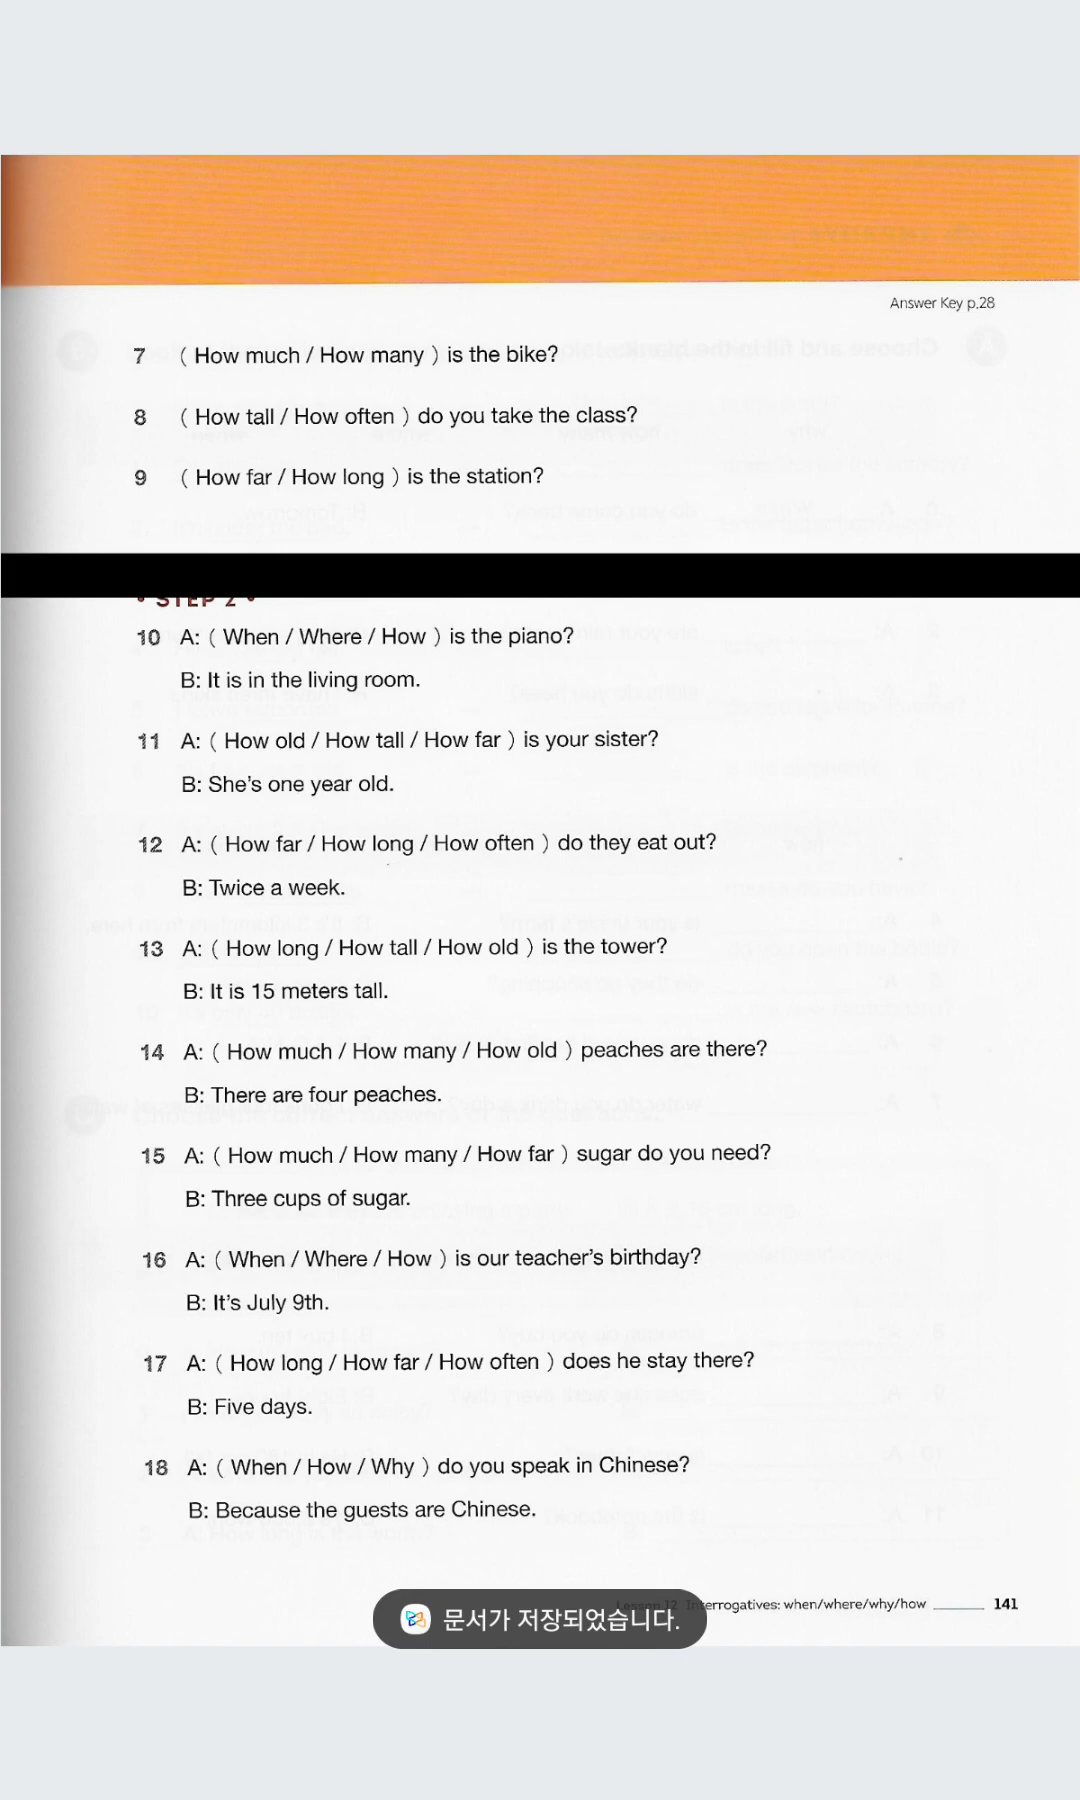 Answer Key p.28
7 ( How much / How many ) is the bike?
8 ( How tall / How often ) do you take the class?
9 ( How far / How long ) is the station?
• STEP 2 •
10 A: ( When / Where / How ) is the piano?
B: It is in the living room.
11 A: ( How old / How tall / How far ) is your sister?
B: She's one year old.
12 A: ( How far / How long / How often ) do they eat out?
B: Twice a week.
13 A: ( How long / How tall / How old ) is the tower?
B: It is 15 meters tall.
14 A: ( How much / How many / How old ) peaches are there?
B: There are four peaches.
15 A: ( How much / How many / How far ) sugar do you need?
B: Three cups of sugar.
16 A: ( When / Where / How ) is our teacher's birthday?
B: It's July 9th.
17 A: ( How long / How far / How often ) does he stay there?
B: Five days.
18 A: ( When / How / Why ) do you speak in Chinese?
B: Because the guests are Chinese.
Lesson 12 Interrogatives: when/where/why/how 141
문서가 저장되었습니다.